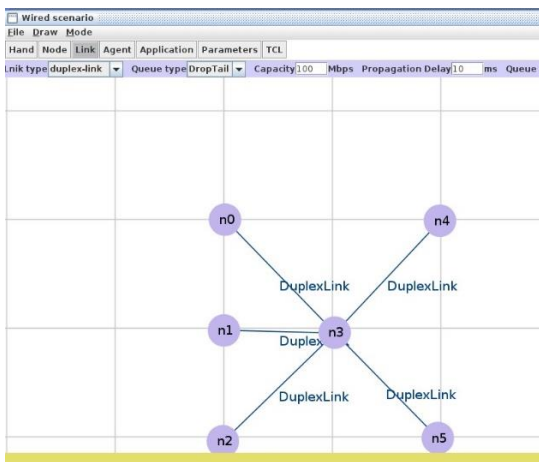 Wired scenario
File Draw Mode
Hand Node Link Agent Application Parameters TCL
Lnik type duplex-link Queue type DropTail Capacity 100 Mbps Propagation Delay 10 ms Queue
n0 n4
DuplexLink DuplexLink
n1 n3
Duplex
DuplexLink DuplexLink
n2 n5